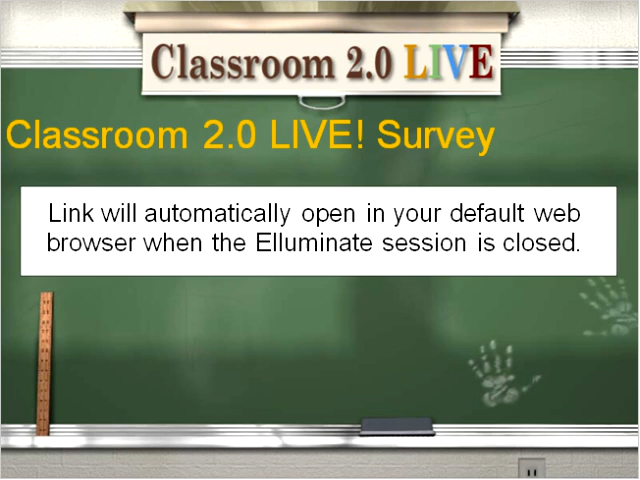 Classroom 2.0 LIVE
Classroom 2.0 LIVE! Survey
Link will automatically open in your default web
browser when the Elluminate session is closed.